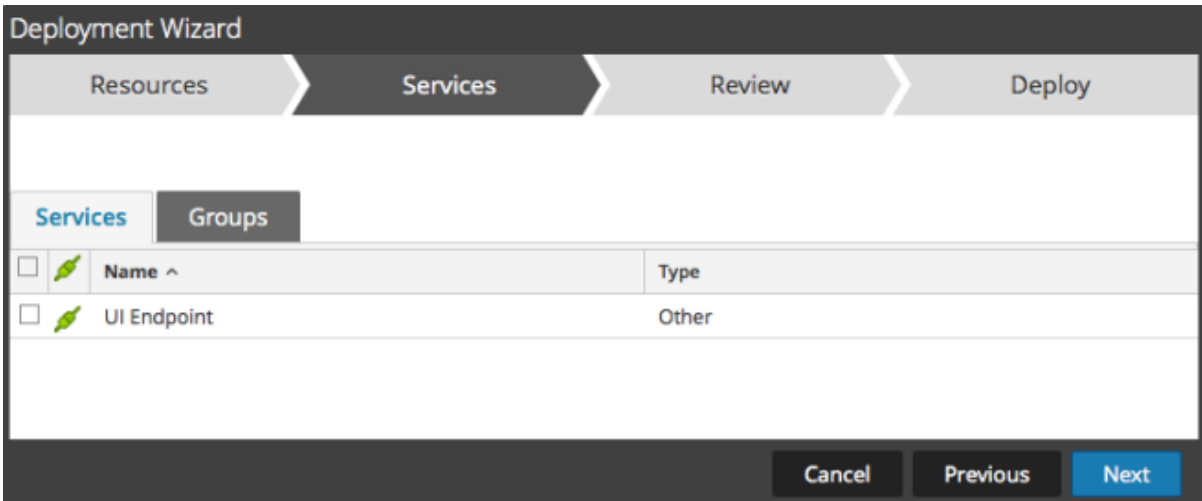 Deployment Wizard
Resources Services Review Deploy
Services Groups
Name Type
UI Endpoint Other
Cancel Previous Next